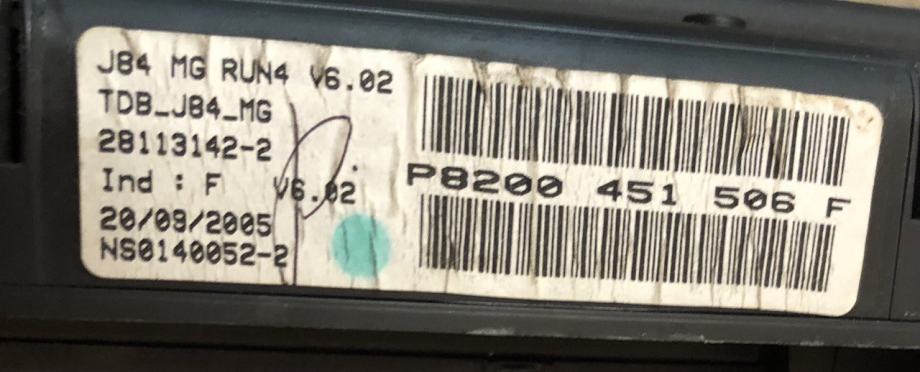 J84 MG RUN4 V6.02
TDB_J84_MG
28113142-2
Ind : F V6.02
20/09/2005
NS0140052-2
P8200 451 506 F